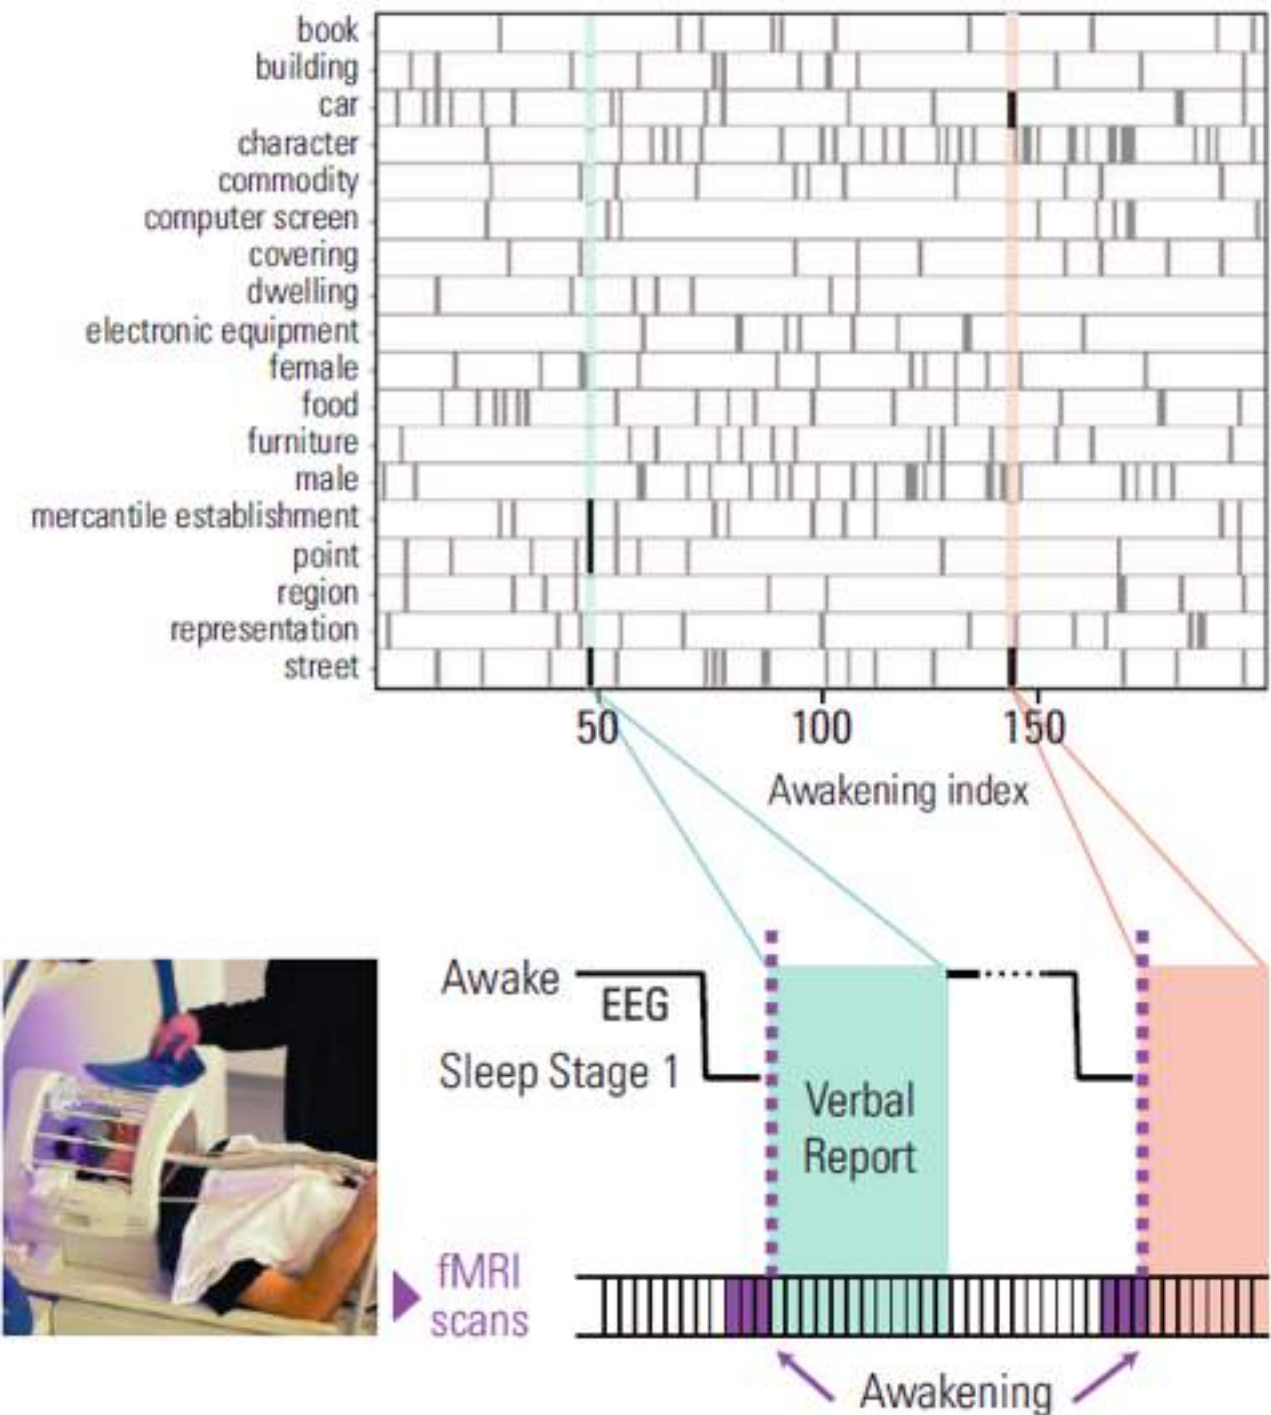 book
building
car
character
commodity
computer screen
covering
dwelling
electronic equipment
female
food
furniture
male
mercantile establishment
point
region
representation
street
50 100 150
Awakening index
Awake
EEG
Sleep Stage 1
Verbal
Report
fMRI
scans
Awakening